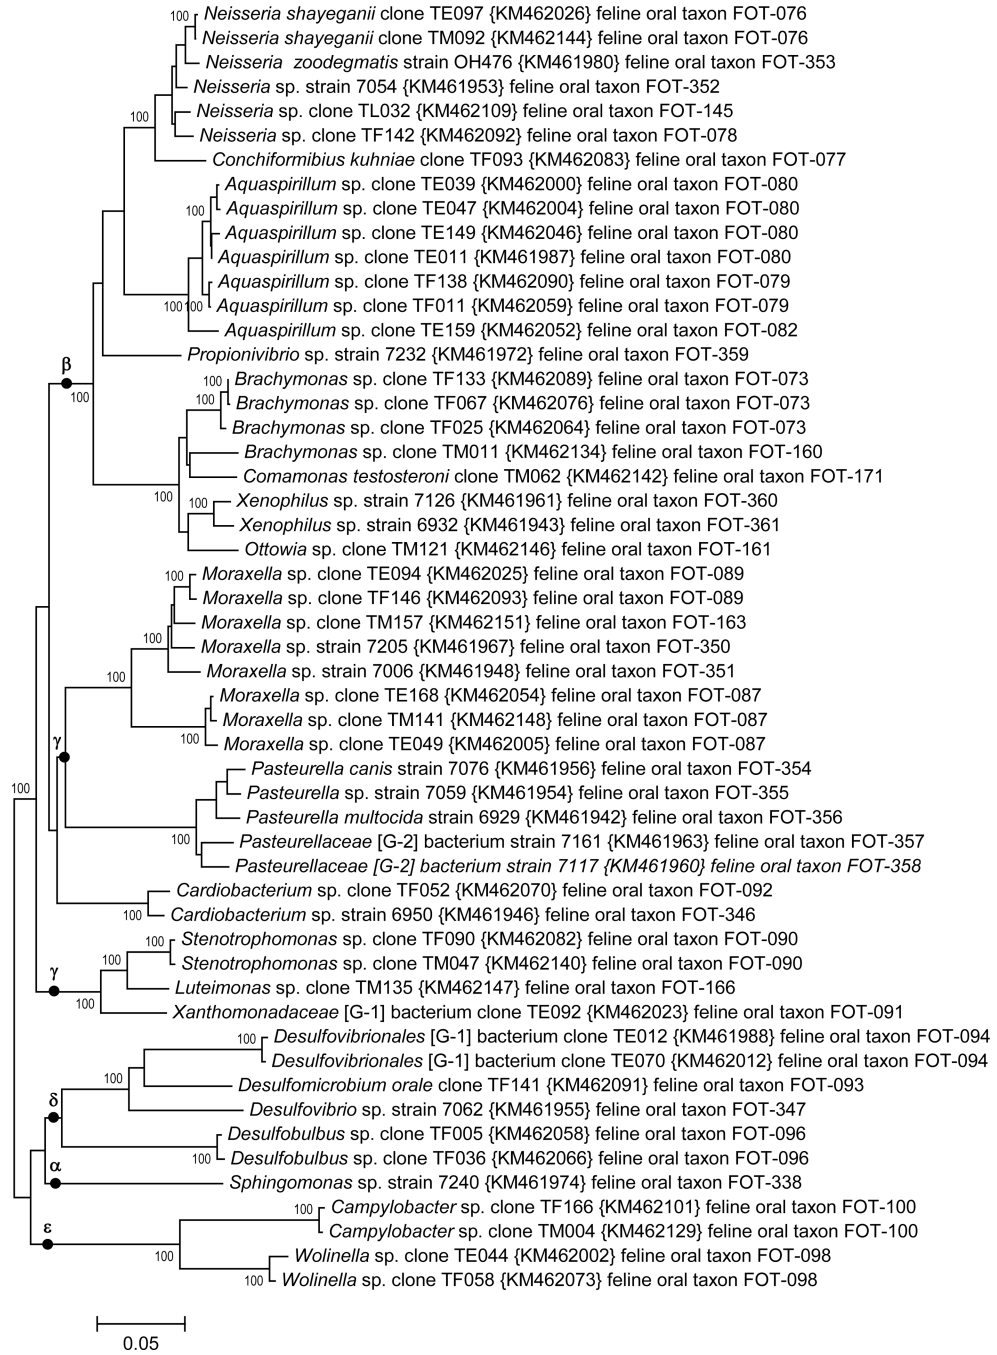 100 Neisseria shayeganii clone TE097 {KM462026} feline oral taxon FOT-076
Neisseria shayeganii clone TM092 {KM462144} feline oral taxon FOT-076
Neisseria zoodegmatis strain OH476 {KM461980} feline oral taxon FOT-353
Neisseria sp. strain 7054 {KM461953} feline oral taxon FOT-352
Neisseria sp. clone TL032 {KM462109} feline oral taxon FOT-145
100
Neisseria sp. clone TF142 {KM462092} feline oral taxon FOT-078
Conchiformibius kuhniae clone TF093 {KM462083} feline oral taxon FOT-077
Aquaspirillum sp. clone TE039 {KM462000} feline oral taxon FOT-080
100 Aquaspirillum sp. clone TE047 {KM462004} feline oral taxon FOT-080
Aquaspirillum sp. clone TE149 {KM462046} feline oral taxon FOT-080
Aquaspirillum sp. clone TE011 {KM461987} feline oral taxon FOT-080
Aquaspirillum sp. clone TF138 {KM462090} feline oral taxon FOT-079
100 100 Aquaspirillum sp. clone TF011 {KM462059} feline oral taxon FOT-079
Aquaspirillum sp. clone TE159 {KM462052} feline oral taxon FOT-082
Propionivibrio sp. strain 7232 {KM461972} feline oral taxon FOT-359
β
100 Brachymonas sp. clone TF133 {KM462089} feline oral taxon FOT-073
100
100 Brachymonas sp. clone TF067 {KM462076} feline oral taxon FOT-073
Brachymonas sp. clone TF025 {KM462064} feline oral taxon FOT-073
Brachymonas sp. clone TM011 {KM462134} feline oral taxon FOT-160
Comamonas testosteroni clone TM062 {KM462142} feline oral taxon FOT-171
100
100 Xenophilus sp. strain 7126 {KM461961} feline oral taxon FOT-360
Xenophilus sp. strain 6932 {KM461943} feline oral taxon FOT-361
Ottowia sp. clone TM121 {KM462146} feline oral taxon FOT-161
100 Moraxella sp. clone TE094 {KM462025} feline oral taxon FOT-089
Moraxella sp. clone TF146 {KM462093} feline oral taxon FOT-089
Moraxella sp. clone TM157 {KM462151} feline oral taxon FOT-163
100
Moraxella sp. strain 7205 {KM461967} feline oral taxon FOT-350
100
Moraxella sp. strain 7006 {KM461948} feline oral taxon FOT-351
Moraxella sp. clone TE168 {KM462054} feline oral taxon FOT-087
Moraxella sp. clone TM141 {KM462148} feline oral taxon FOT-087
γ
100 Moraxella sp. clone TE049 {KM462005} feline oral taxon FOT-087
Pasteurella canis strain 7076 {KM461956} feline oral taxon FOT-354
100
Pasteurella sp. strain 7059 {KM461954} feline oral taxon FOT-355
Pasteurella multocida strain 6929 {KM461942} feline oral taxon FOT-356
100
Pasteurellaceae [G-2] bacterium strain 7161 {KM461963} feline oral taxon FOT-357
Pasteurellaceae [G-2] bacterium strain 7117 {KM461960} feline oral taxon FOT-358
Cardiobacterium sp. clone TF052 {KM462070} feline oral taxon FOT-092
100 Cardiobacterium sp. strain 6950 {KM461946} feline oral taxon FOT-346
100 Stenotrophomonas sp. clone TF090 {KM462082} feline oral taxon FOT-090
Stenotrophomonas sp. clone TM047 {KM462140} feline oral taxon FOT-090
γ
Luteimonas sp. clone TM135 {KM462147} feline oral taxon FOT-166
100
Xanthomonadaceae [G-1] bacterium clone TE092 {KM462023} feline oral taxon FOT-091
100 Desulfovibrionales [G-1] bacterium clone TE012 {KM461988} feline oral taxon FOT-094
Desulfovibrionales [G-1] bacterium clone TE070 {KM462012} feline oral taxon FOT-094
100
Desulfomicrobium orale clone TF141 {KM462091} feline oral taxon FOT-093
δ
Desulfovibrio sp. strain 7062 {KM461955} feline oral taxon FOT-347
Desulfobulbus sp. clone TF005 {KM462058} feline oral taxon FOT-096
100 Desulfobulbus sp. clone TF036 {KM462066} feline oral taxon FOT-096
α
Sphingomonas sp. strain 7240 {KM461974} feline oral taxon FOT-338
100 Campylobacter sp. clone TF166 {KM462101} feline oral taxon FOT-100
Campylobacter sp. clone TM004 {KM462129} feline oral taxon FOT-100
ε
100
Wolinella sp. clone TE044 {KM462002} feline oral taxon FOT-098
100 Wolinella sp. clone TF058 {KM462073} feline oral taxon FOT-098
0.05